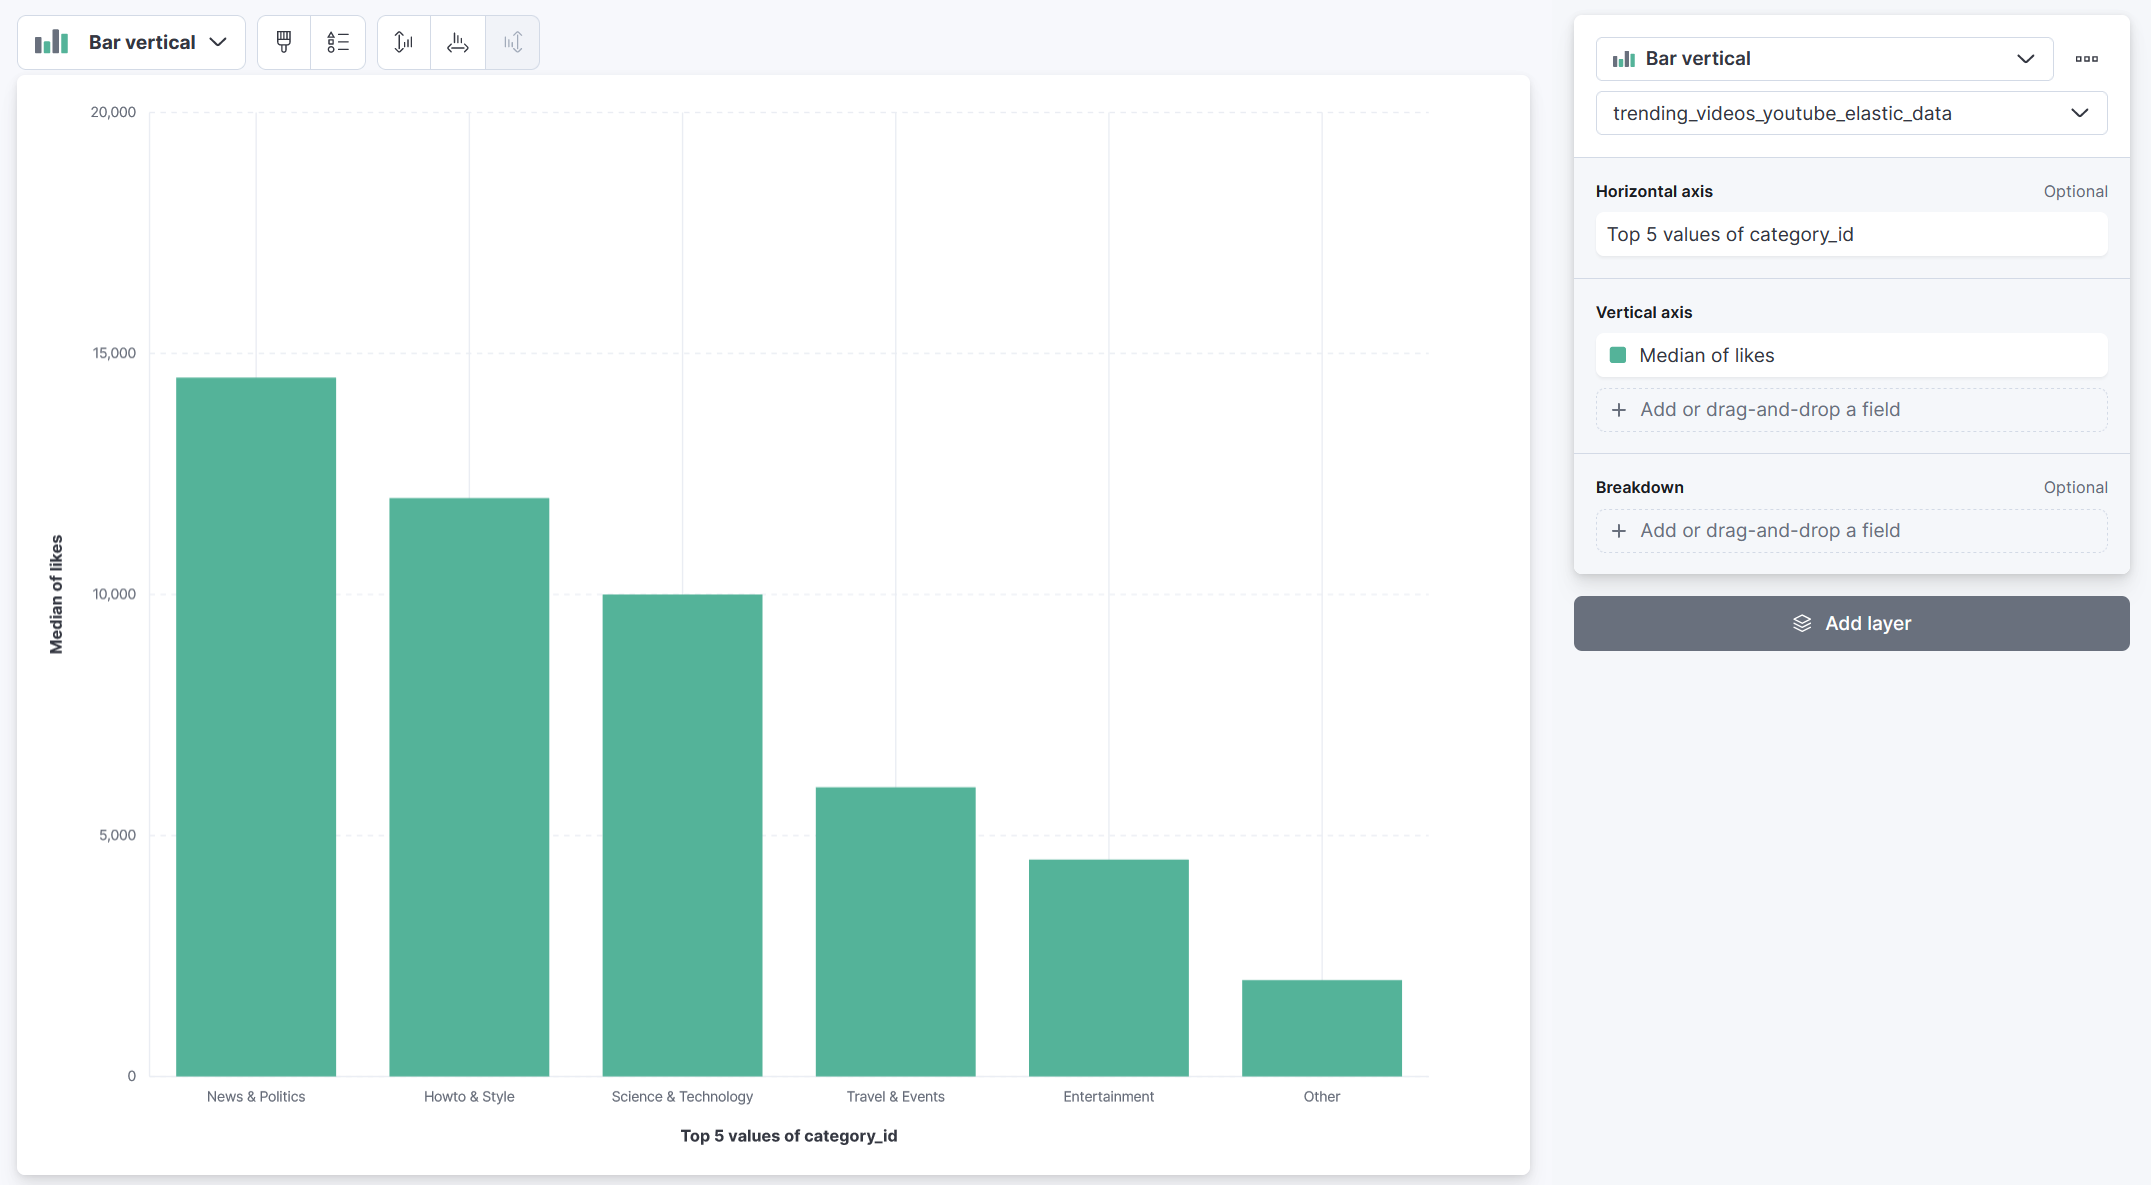 Bar vertical
20,000
15,000
10,000
5,000
0
Median of likes
News & Politics
Howto & Style
Science & Technology
Travel & Events
Entertainment
Other
Top 5 values of category_id
Bar vertical
trending_videos_youtube_elastic_data
Horizontal axis Optional
Top 5 values of category_id
Vertical axis
Median of likes
Add or drag-and-drop a field
Breakdown Optional
Add or drag-and-drop a field
Add layer